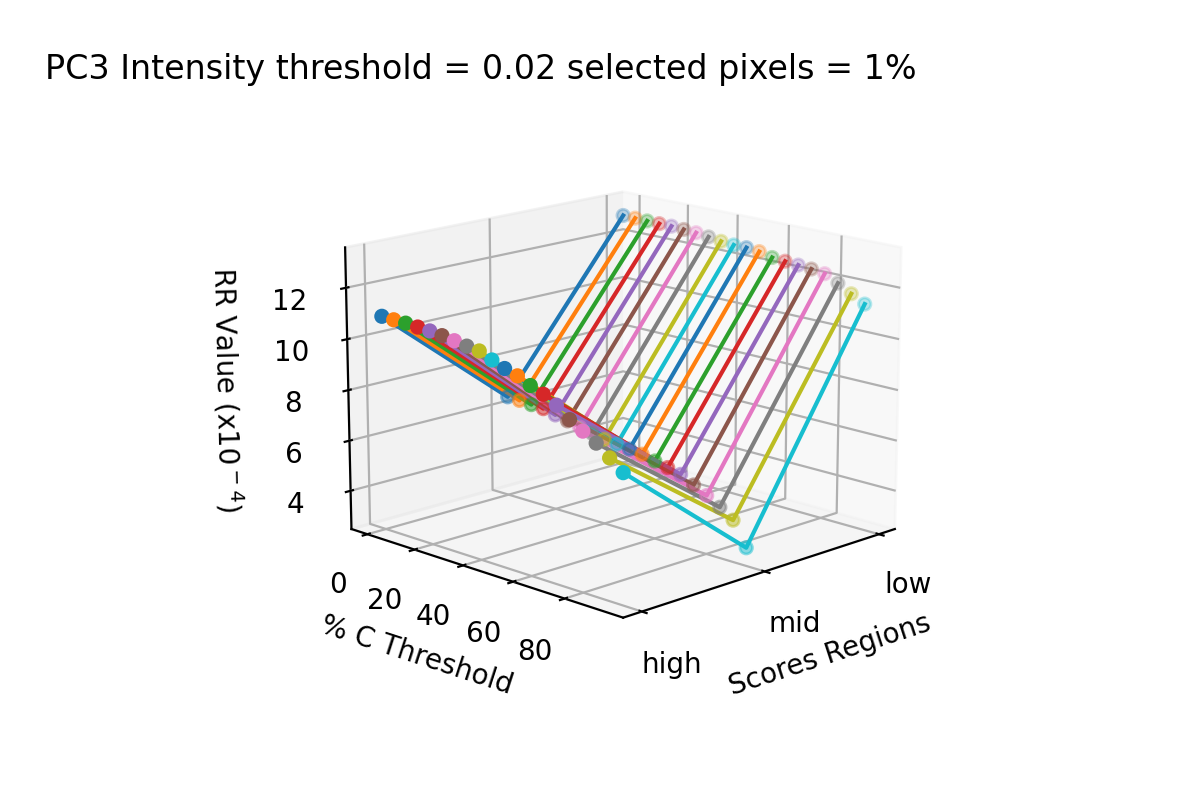 PC3 Intensity threshold = 0.02 selected pixels = 1%
RR Value (x10⁻⁴)
12
10
8
6
4
0
20
40
60
80
% C Threshold
high
mid
low
Scores Regions